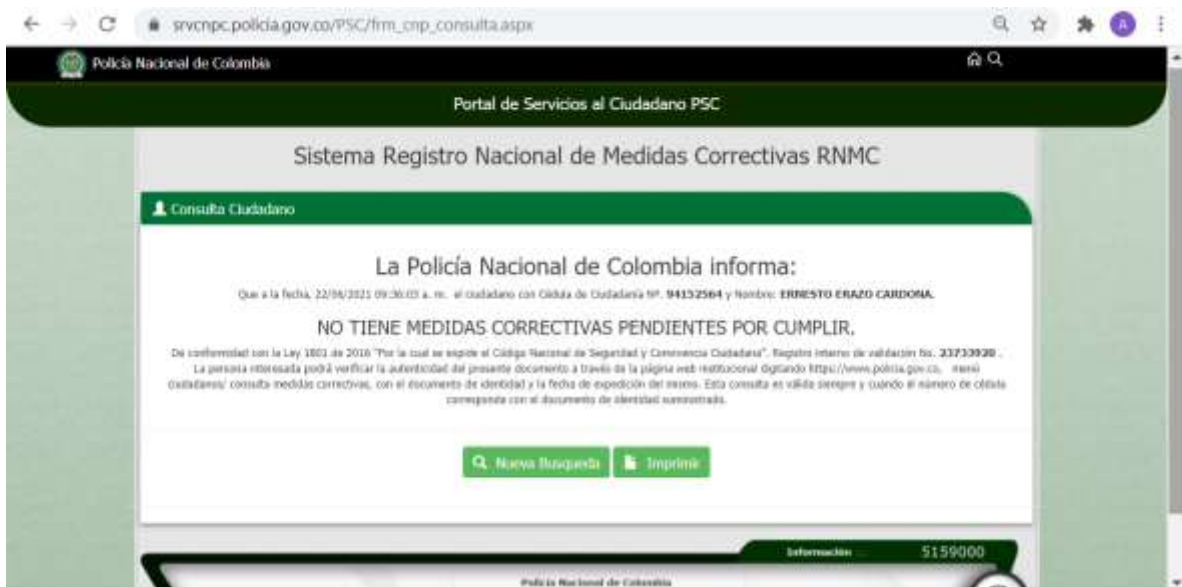 srvcnpc.policia.gov.co/PSC/frm_cnp_consulta.aspx
A
Policía Nacional de Colombia
Portal de Servicios al Ciudadano PSC
Sistema Registro Nacional de Medidas Correctivas RNMC
Consulta Ciudadano
La Policía Nacional de Colombia informa:
Que a la fecha, 22/06/2021 09:36:03 a. m. el ciudadano con Cédula de Ciudadanía Nº. 94152564 y Nombre: ERNESTO ERAZO CARDONA.
NO TIENE MEDIDAS CORRECTIVAS PENDIENTES POR CUMPLIR.
De conformidad con la Ley 1801 de 2016 "Por la cual se expide el Código Nacional de Seguridad y Convivencia Ciudadana". Registro interno de validación No. 23733920 .
La persona interesada podrá verificar la autenticidad del presente documento a través de la página web institucional digitando https://www.policia.gov.co, menú
ciudadanos/ consulta medidas correctivas, con el documento de identidad y la fecha de expedición del mismo. Esta consulta es válida siempre y cuando el número de cédula
corresponda con el documento de identidad suministrado.
Nueva Busqueda Imprimir
Información 5159000
Policía Nacional de Colombia